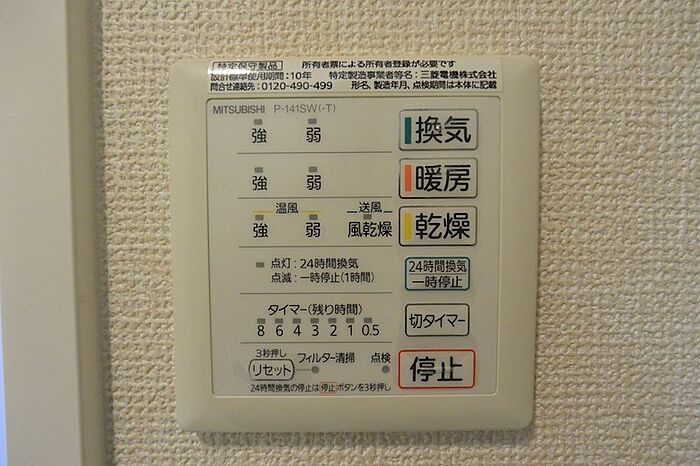 特定保守製品 所有者票による所有者登録が必要です
設計標準使用期間：10年 特定製造事業者等名：三菱電機株式会社
問合せ連絡先：0120-490-499 形名、製造年月、点検期間は本体に記載
MITSUBISHI P-141SW(-T)
強 弱 換気
強 弱 暖房
温風 送風
強 弱 風乾燥 乾燥
点灯：24時間換気
点滅：一時停止(1時間)
24時間換気
一時停止
タイマー(残り時間)
8 6 4 3 2 1 0.5
切タイマー
3秒押し
リセット フィルター清掃 点検
停止
24時間換気の停止は停止ボタンを3秒押し